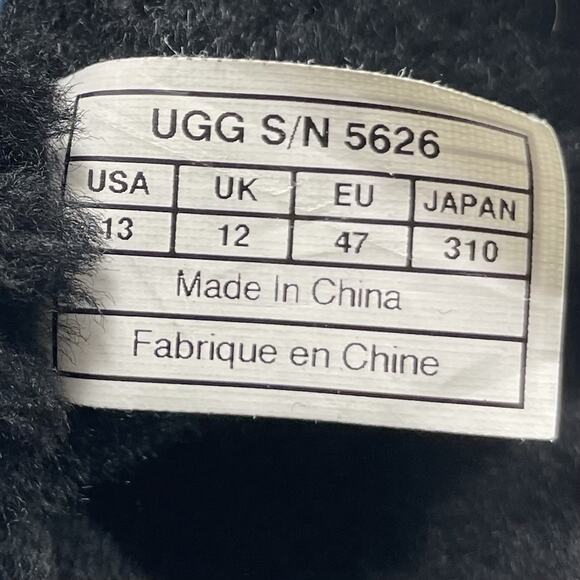 UGG S/N 5626
USA UK EU JAPAN
13 12 47 310
Made In China
Fabrique en Chine